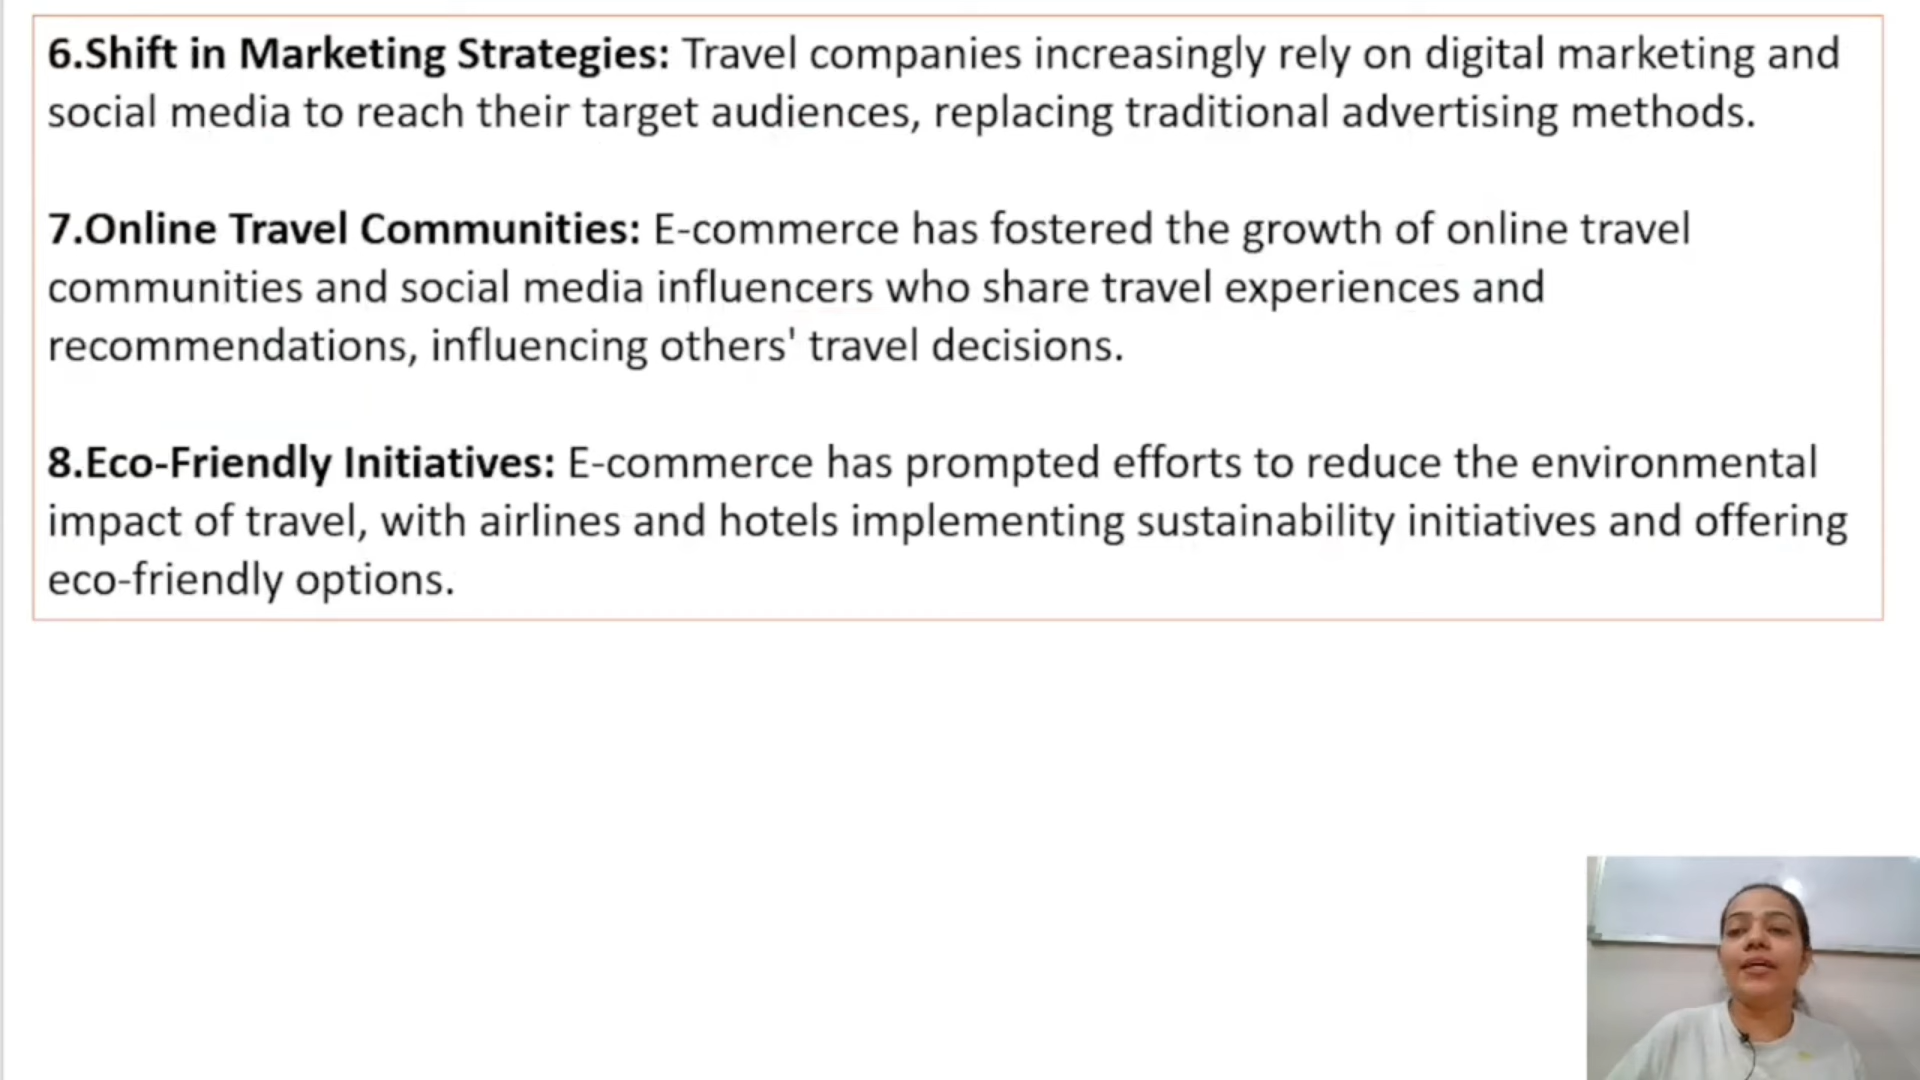 6.Shift in Marketing Strategies: Travel companies increasingly rely on digital marketing and
social media to reach their target audiences, replacing traditional advertising methods.
7.Online Travel Communities: E-commerce has fostered the growth of online travel
communities and social media influencers who share travel experiences and
recommendations, influencing others' travel decisions.
8.Eco-Friendly Initiatives: E-commerce has prompted efforts to reduce the environmental
impact of travel, with airlines and hotels implementing sustainability initiatives and offering
eco-friendly options.